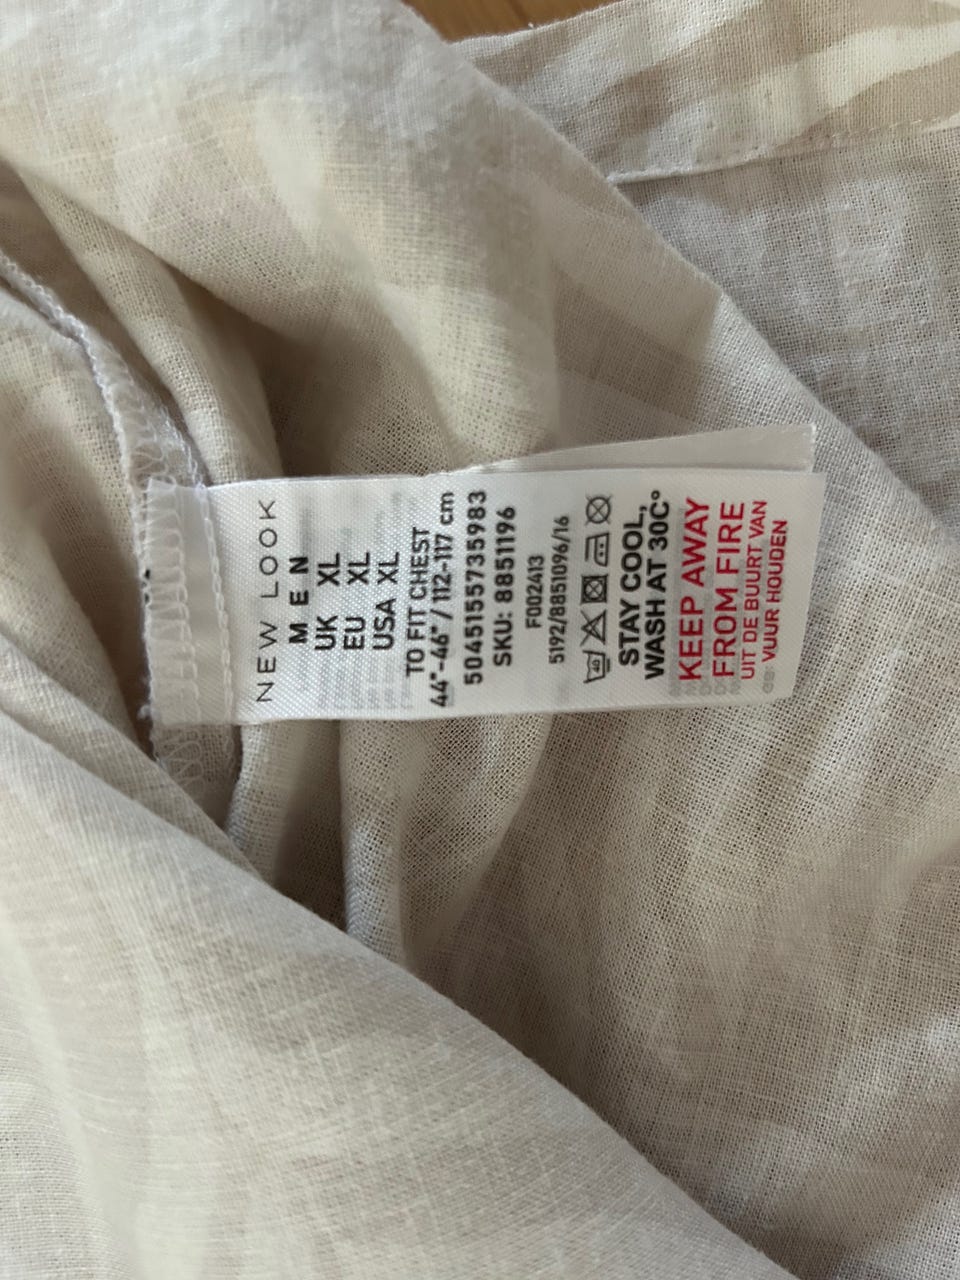 NEW LOOK
MEN
UK XL
EU XL
USA XL
TO FIT CHEST
44"-46" / 112-117 cm
5045155735983
SKU: 8851196
F002413
5192/8851096/16
40
STAY COOL,
WASH AT 30C°
KEEP AWAY
FROM FIRE
UIT DE BUURT VAN
VUUR HOUDEN